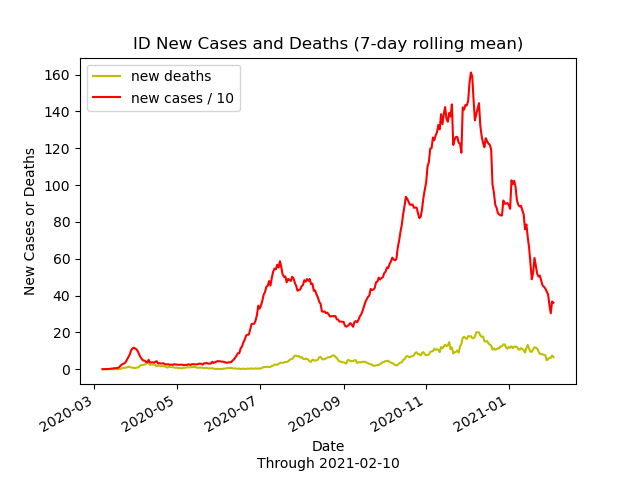 ID New Cases and Deaths (7-day rolling mean)
new deaths
new cases / 10
New Cases or Deaths
160
140
120
100
80
60
40
20
0
2020-03
2020-05
2020-07
2020-09
2020-11
2021-01
Date
Through 2021-02-10